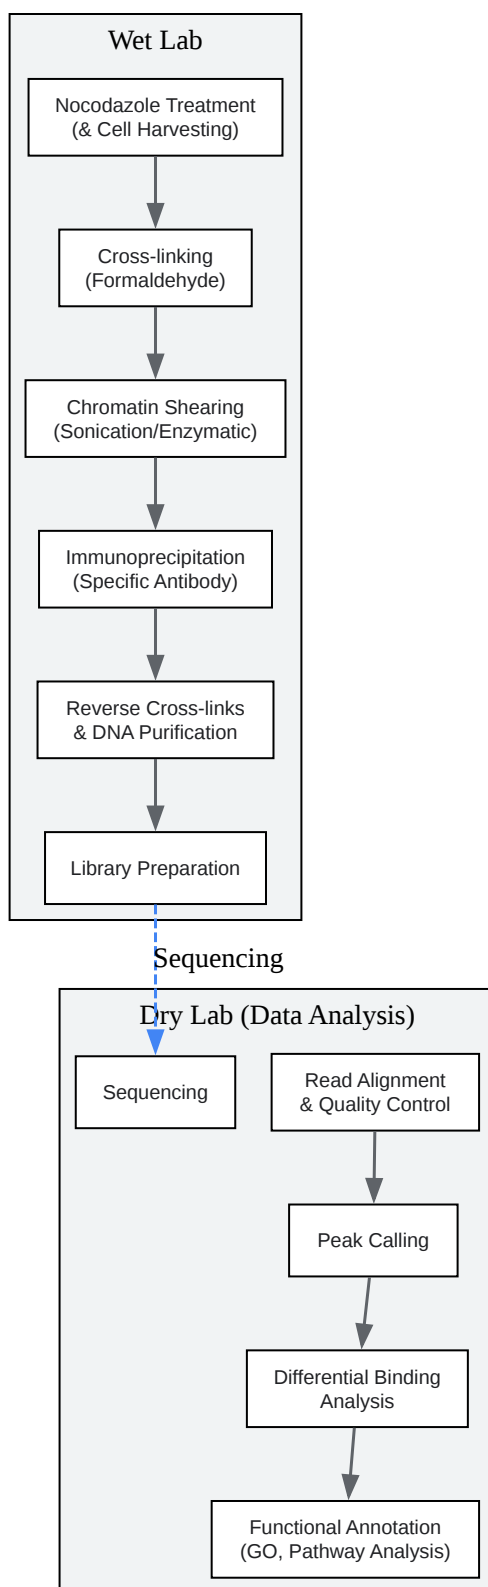 Wet Lab
Nocodazole Treatment
(& Cell Harvesting)
Cross-linking
(Formaldehyde)
Chromatin Shearing
(Sonication/Enzymatic)
Immunoprecipitation
(Specific Antibody)
Reverse Cross-links
& DNA Purification
Library Preparation
Sequencing
Dry Lab (Data Analysis)
Sequencing
Read Alignment
& Quality Control
Peak Calling
Differential Binding
Analysis
Functional Annotation
(GO, Pathway Analysis)